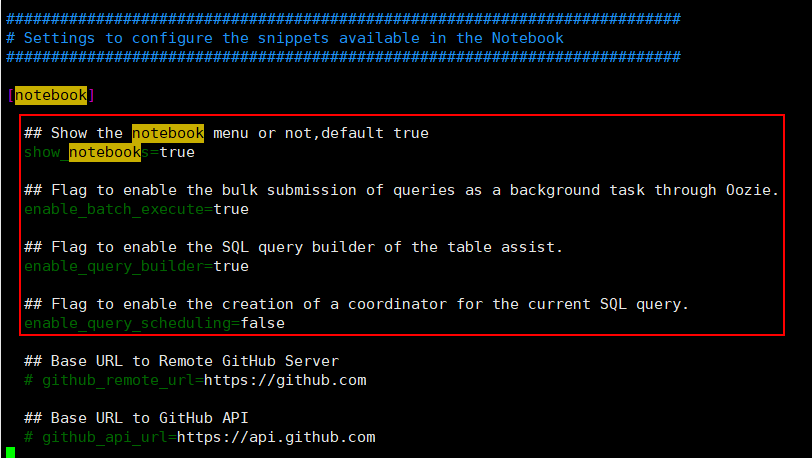 ###########################################################################
# Settings to configure the snippets available in the Notebook
###########################################################################
[notebook]
## Show the notebook menu or not,default true
show_notebooks=true
## Flag to enable the bulk submission of queries as a background task through Oozie.
enable_batch_execute=true
## Flag to enable the SQL query builder of the table assist.
enable_query_builder=true
## Flag to enable the creation of a coordinator for the current SQL query.
enable_query_scheduling=false
## Base URL to Remote GitHub Server
# github_remote_url=https://github.com
## Base URL to GitHub API
# github_api_url=https://api.github.com